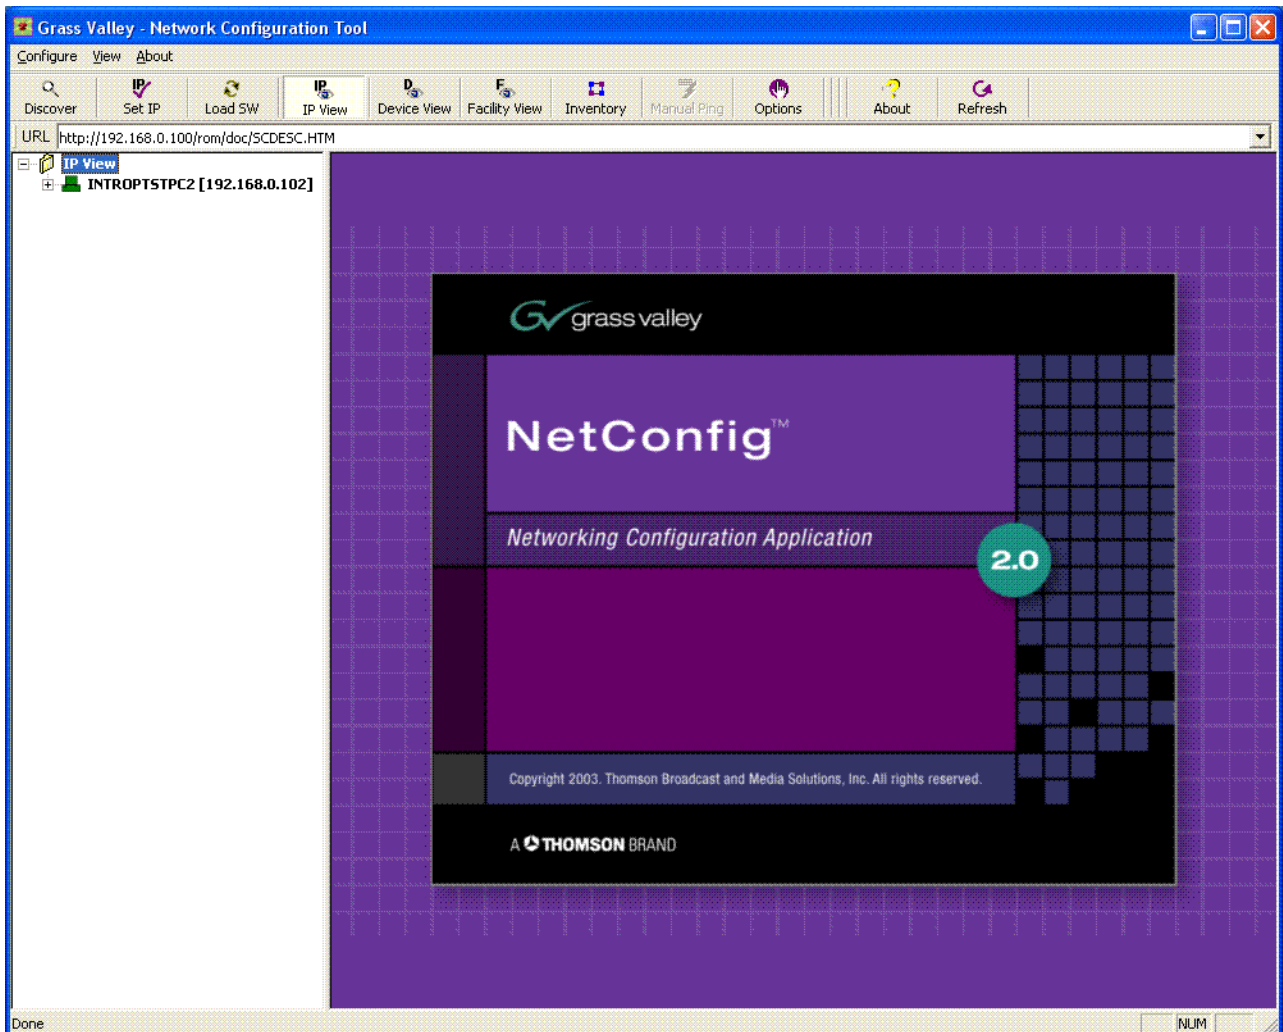 Grass Valley - Network Configuration Tool
Configure View About
Discover Set IP Load SW IP View Device View Facility View Inventory Manual Ping Options About Refresh
URL http://192.168.0.100/rom/doc/SCDESC.HTM
IP View
INTROPTSTPC2 [192.168.0.102]
GV grass valley
NetConfig™
Networking Configuration Application
2.0
Copyright 2003. Thomson Broadcast and Media Solutions, Inc. All rights reserved.
A THOMSON BRAND
Done NUM